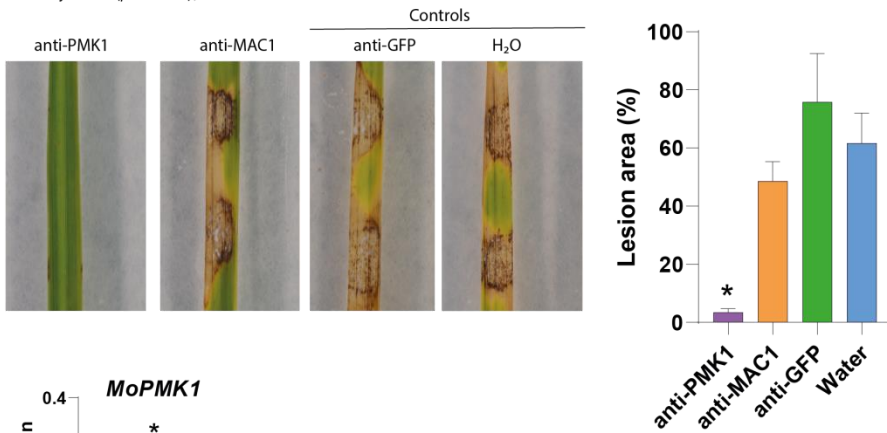 Controls
anti-PMK1 anti-MAC1 anti-GFP H₂O
100
80
60
40
20
0
Lesion area (%)
*
anti-PMK1
anti-MAC1
anti-GFP
Water
MoPMK1
0.4
*